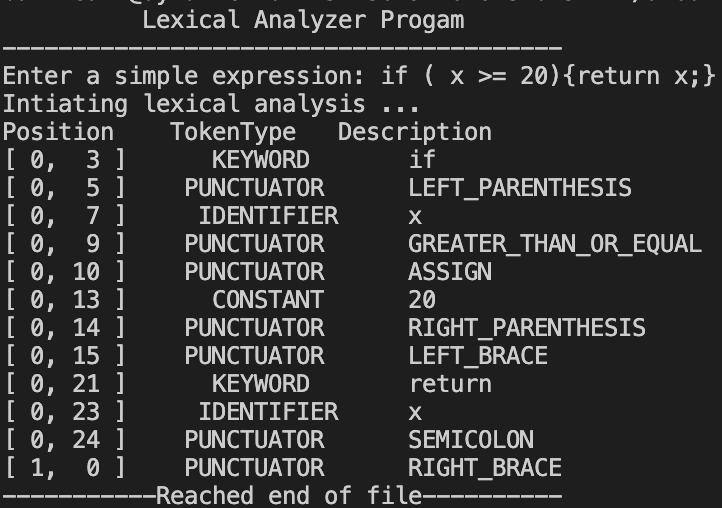 Lexical Analyzer Progam
----------------------------------------
Enter a simple expression: if ( x >= 20){return x;}
Intiating lexical analysis ...
Position    TokenType   Description
[ 0,  3 ]      KEYWORD       if
[ 0,  5 ]    PUNCTUATOR      LEFT_PARENTHESIS
[ 0,  7 ]     IDENTIFIER     x
[ 0,  9 ]    PUNCTUATOR      GREATER_THAN_OR_EQUAL
[ 0, 10 ]    PUNCTUATOR      ASSIGN
[ 0, 13 ]      CONSTANT      20
[ 0, 14 ]    PUNCTUATOR      RIGHT_PARENTHESIS
[ 0, 15 ]    PUNCTUATOR      LEFT_BRACE
[ 0, 21 ]      KEYWORD       return
[ 0, 23 ]     IDENTIFIER     x
[ 0, 24 ]    PUNCTUATOR      SEMICOLON
[ 1,  0 ]    PUNCTUATOR      RIGHT_BRACE
-----------Reached end of file----------